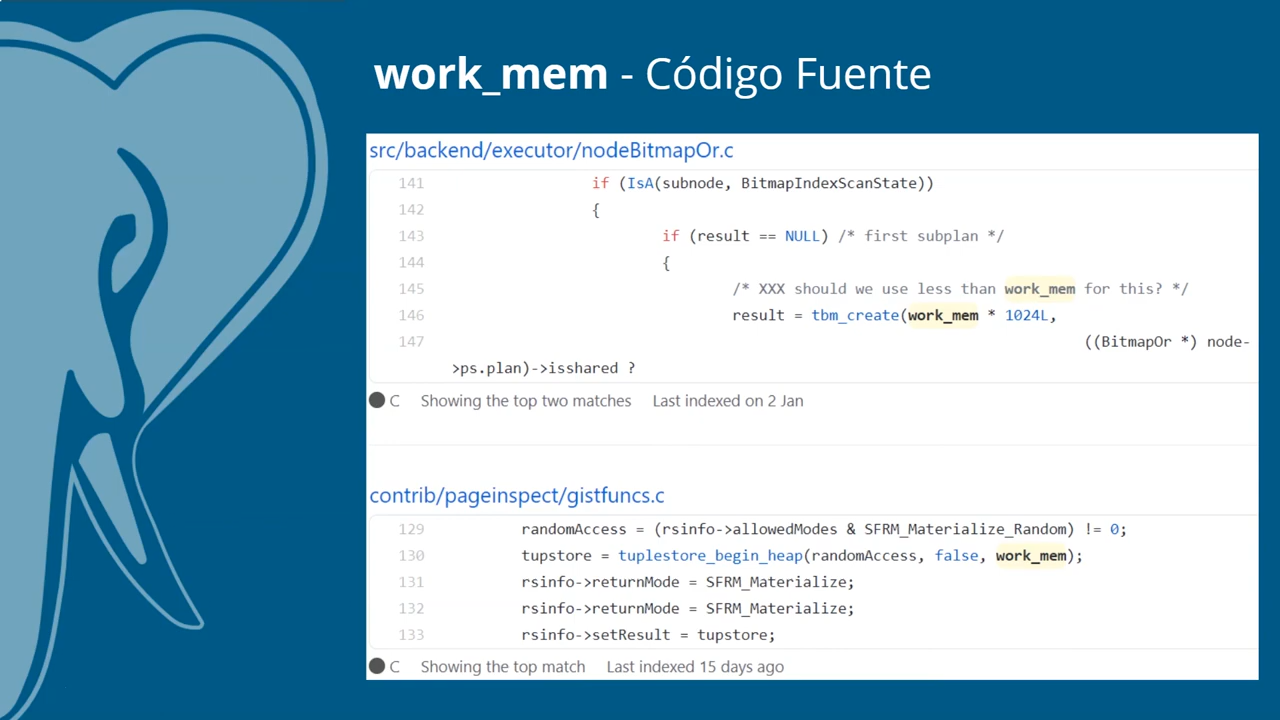 work_mem - Código Fuente
src/backend/executor/nodeBitmapOr.c
141 if (IsA(subnode, BitmapIndexScanState))
142 {
143 if (result == NULL) /* first subplan */
144 {
145 /* XXX should we use less than work_mem for this? */
146 result = tbm_create(work_mem * 1024L,
147 ((BitmapOr *) node-
>ps.plan)->isshared ?
C Showing the top two matches Last indexed on 2 Jan
contrib/pageinspect/gistfuncs.c
129 randomAccess = (rsinfo->allowedModes & SFRM_Materialize_Random) != 0;
130 tupstore = tuplestore_begin_heap(randomAccess, false, work_mem);
131 rsinfo->returnMode = SFRM_Materialize;
132 rsinfo->returnMode = SFRM_Materialize;
133 rsinfo->setResult = tupstore;
C Showing the top match Last indexed 15 days ago